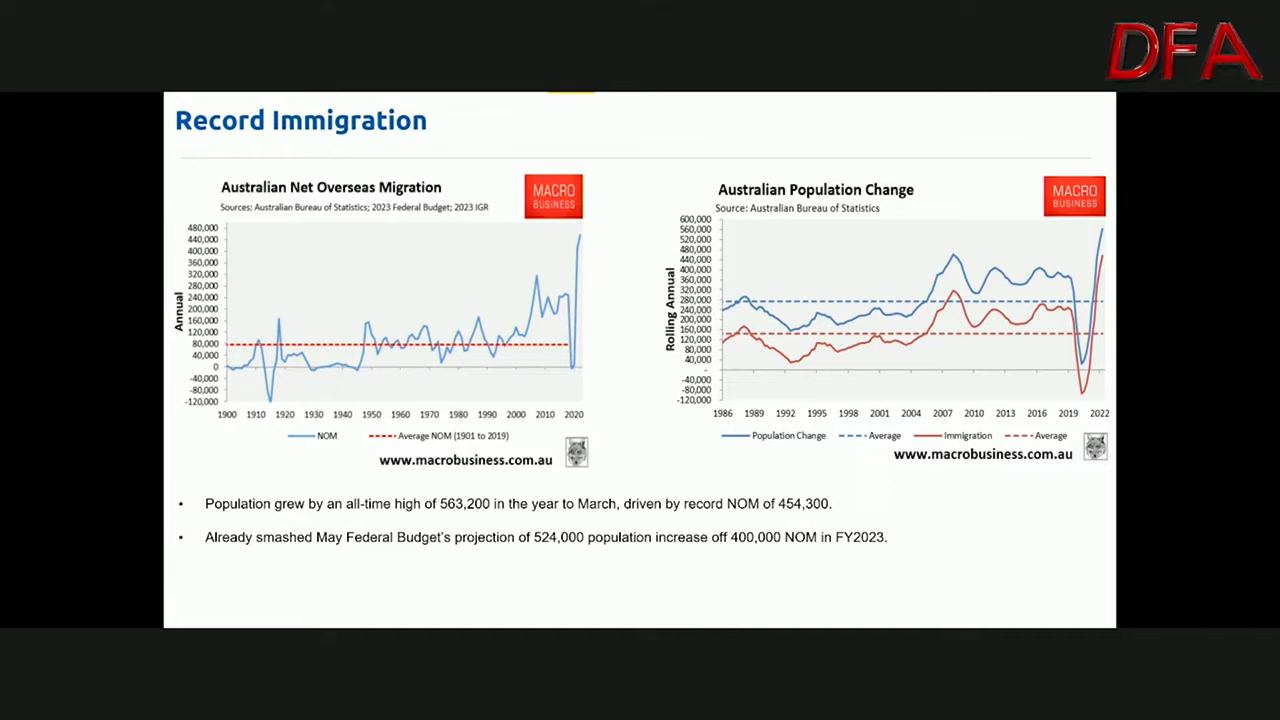 DFA
Record Immigration
Australian Net Overseas Migration
Sources: Australian Bureau of Statistics; 2023 Federal Budget; 2023 IGR
MACRO
BUSINESS
480,000
440,000
400,000
360,000
320,000
280,000
240,000
200,000
160,000
120,000
80,000
40,000
0
-40,000
-80,000
-120,000
Annual
1900 1910 1920 1930 1940 1950 1960 1970 1980 1990 2000 2010 2020
NOM Average NOM (1901 to 2019)
www.macrobusiness.com.au
Australian Population Change
Source: Australian Bureau of Statistics
MACRO
BUSINESS
600,000
560,000
520,000
480,000
440,000
400,000
360,000
320,000
280,000
240,000
200,000
160,000
120,000
80,000
40,000
-
-40,000
-80,000
-120,000
Rolling Annual
1986 1989 1992 1995 1998 2001 2004 2007 2010 2013 2016 2019 2022
Population Change Average Immigration Average
www.macrobusiness.com.au
• Population grew by an all-time high of 563,200 in the year to March, driven by record NOM of 454,300.
• Already smashed May Federal Budget's projection of 524,000 population increase off 400,000 NOM in FY2023.